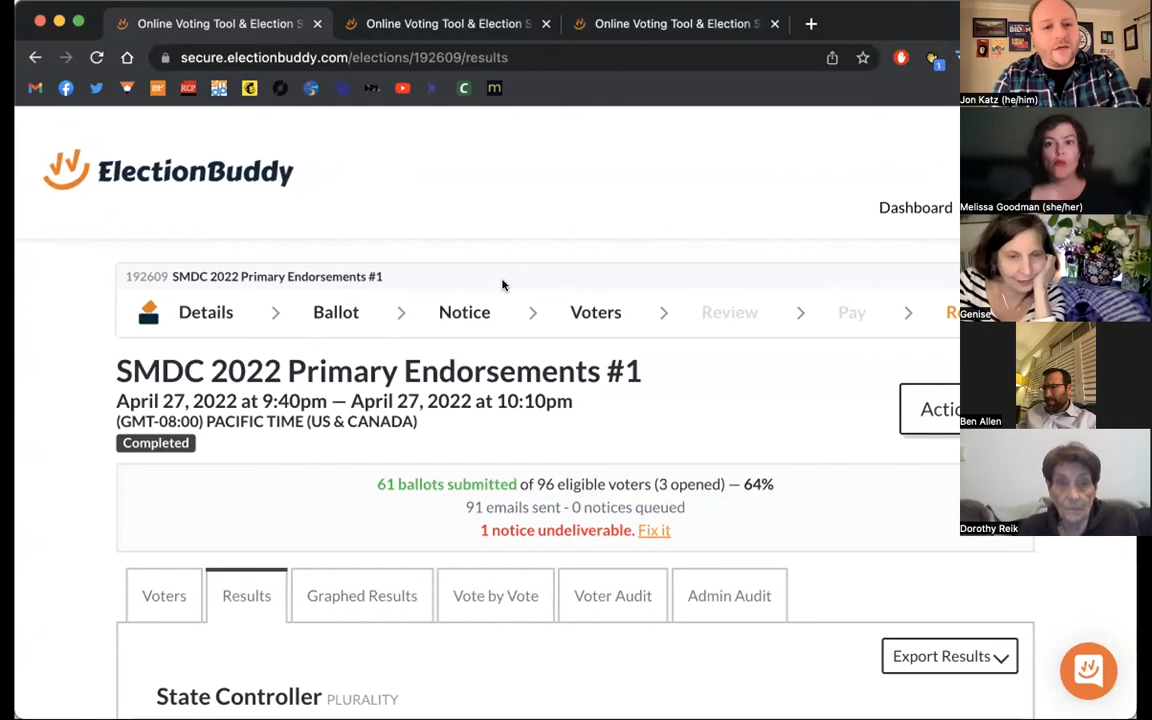 Online Voting Tool & Election S
Online Voting Tool & Election S
Online Voting Tool & Election S
secure.electionbuddy.com/elections/192609/results
1
ElectionBuddy
Dashboard
192609 SMDC 2022 Primary Endorsements #1
Details
Ballot
Notice
Voters
Review
Pay
R
SMDC 2022 Primary Endorsements #1
April 27, 2022 at 9:40pm — April 27, 2022 at 10:10pm
(GMT-08:00) PACIFIC TIME (US & CANADA)
Completed
Actio
61 ballots submitted of 96 eligible voters (3 opened) — 64%
91 emails sent - 0 notices queued
1 notice undeliverable. Fix it
Voters
Results
Graphed Results
Vote by Vote
Voter Audit
Admin Audit
Export Results
State Controller PLURALITY
Jon Katz (he/him)
Melissa Goodman (she/her)
Genise
Ben Allen
Dorothy Reik